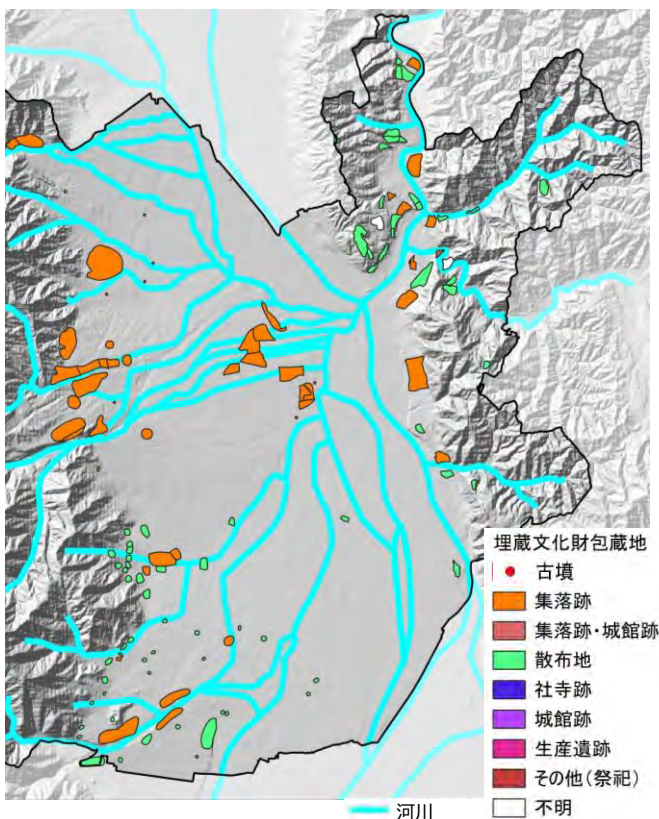 埋蔵文化財包蔵地
古墳
集落跡
集落跡・城館跡
散布地
社寺跡
城館跡
生産遺跡
その他(祭祀)
不明
河川